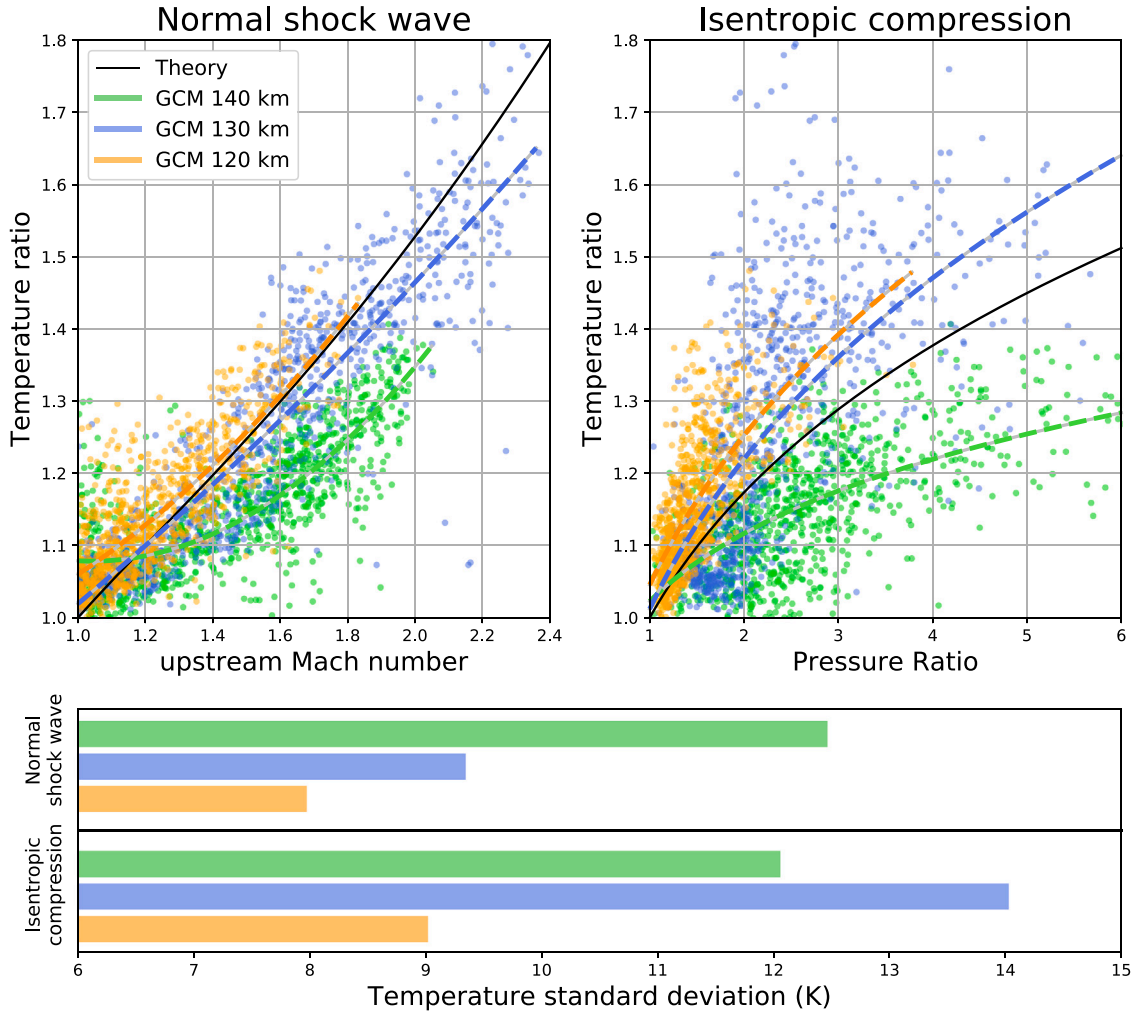 Normal shock wave
Isentropic compression
1.8
1.7
1.6
1.5
1.4
1.3
1.2
1.1
1.0
Temperature ratio
Theory
GCM 140 km
GCM 130 km
GCM 120 km
1.0 1.2 1.4 1.6 1.8 2.0 2.2 2.4
upstream Mach number
1.8
1.7
1.6
1.5
1.4
1.3
1.2
1.1
1.0
Temperature ratio
1 2 3 4 5 6
Pressure Ratio
Normal
shock wave
Isentropic
compression
6 7 8 9 10 11 12 13 14 15
Temperature standard deviation (K)